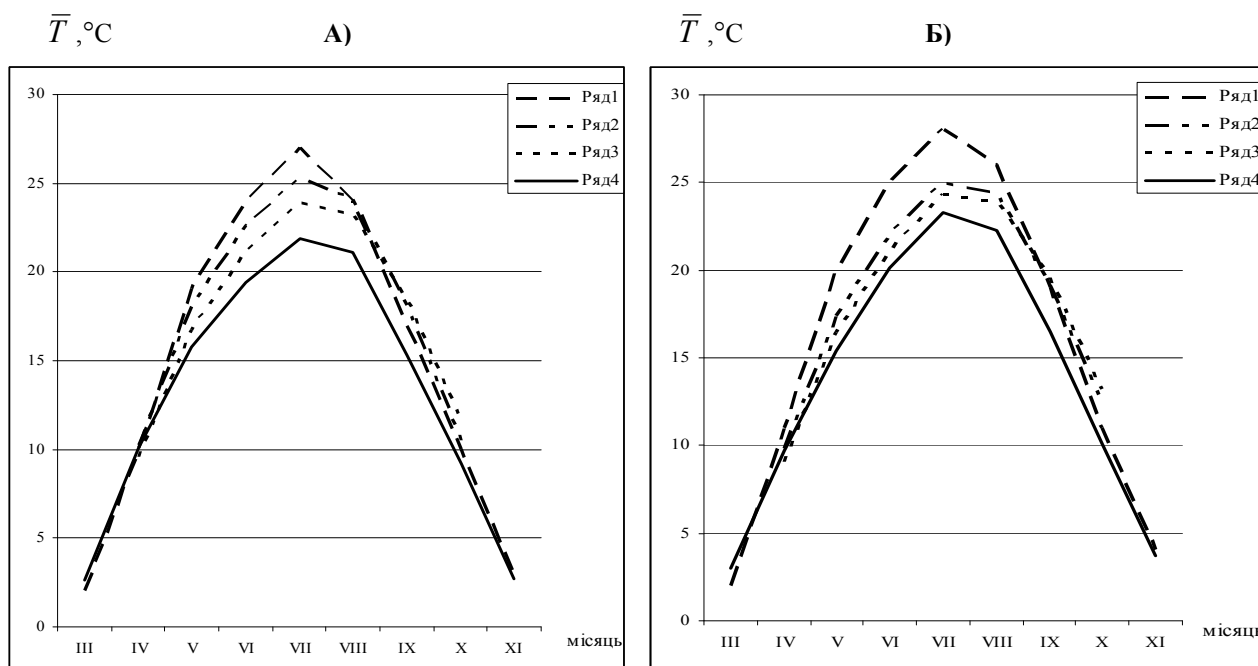 T̅ ,°C А)
30
25
20
15
10
5
0
Ряд1
Ряд2
Ряд3
Ряд4
III IV V VI VII VIII IX X XI
місяць
T̅ ,°C Б)
30
25
20
15
10
5
0
Ряд1
Ряд2
Ряд3
Ряд4
III IV V VI VII VIII IX X XI
місяць